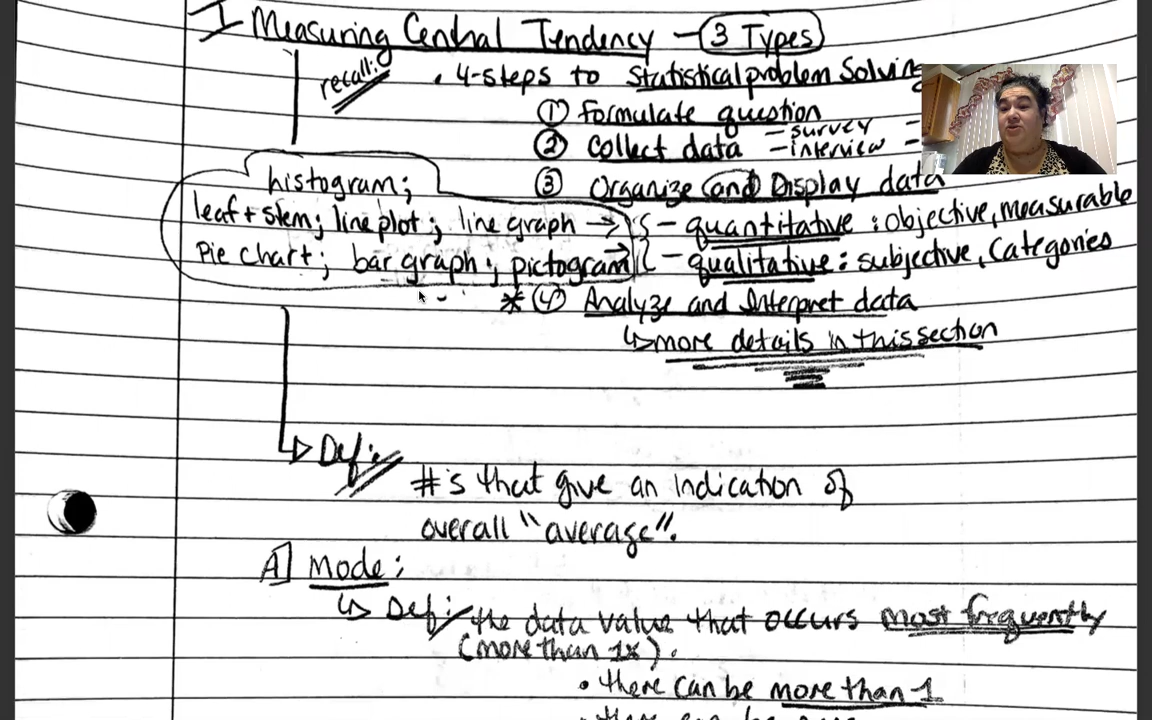 I Measuring Central Tendency - 3 Types
recall:
• 4-steps to Statistical problem Solving
① formulate question
② Collect data - survey
- interview -
③ Organize and Display data
histogram;
leaf + stem; line plot; line graph → - quantitative : objective, measurable
Pie chart; bar graph; pictogram → - qualitative : subjective, Categories
* ④ Analyze and Interpret data
↳ more details in this section
Def:
#'s that give an indication of
overall "average".
A] Mode:
↳ Def: the data value that occurs most frequently
(more than 1x).
• there can be more than 1